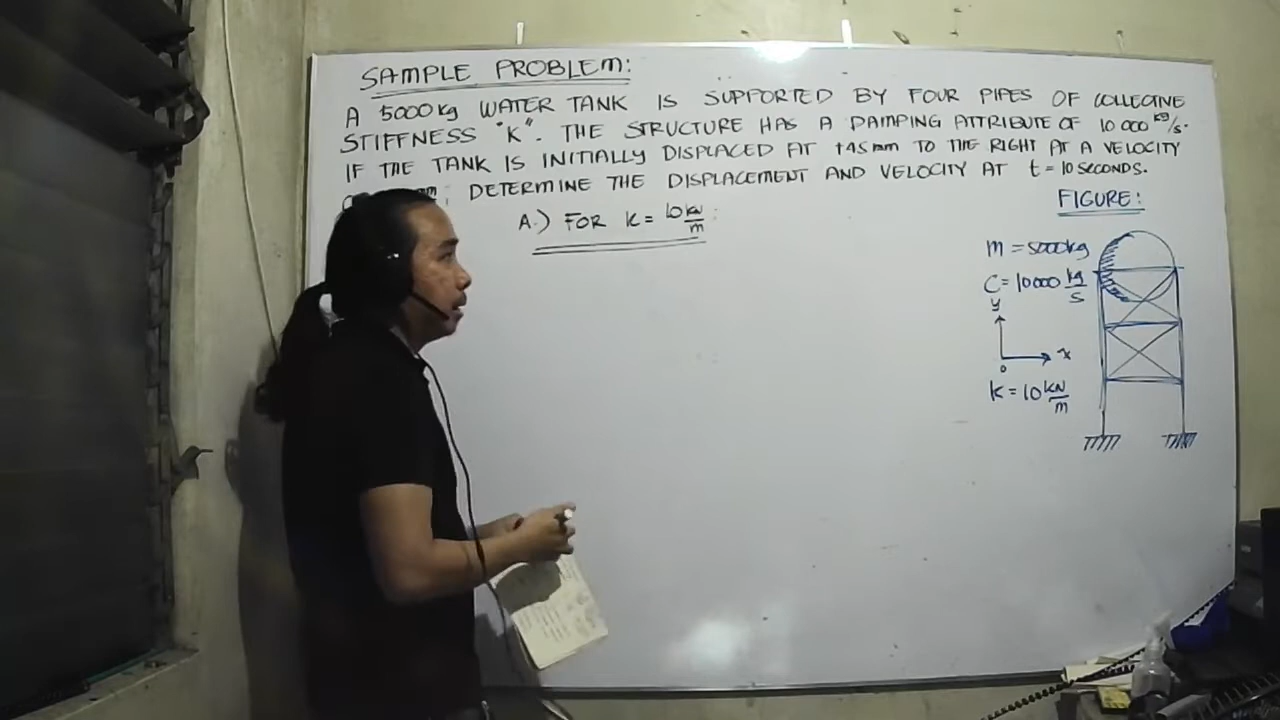 SAMPLE PROBLEM:
A 5000kg WATER TANK IS SUPPORTED BY FOUR PIPES OF COLLECTIVE
STIFFNESS "K". THE STRUCTURE HAS A DAMPING ATTRIBUTE OF 10 000 kg/s.
IF THE TANK IS INITIALLY DISPLACED AT +45mm TO THE RIGHT AT A VELOCITY
DETERMINE THE DISPLACEMENT AND VELOCITY AT t = 10 SECONDS.
FIGURE:
A.) FOR K = 10 kN/m :
m = 5000kg
C = 10000 kg/s
y
x
0
K = 10 kN/m